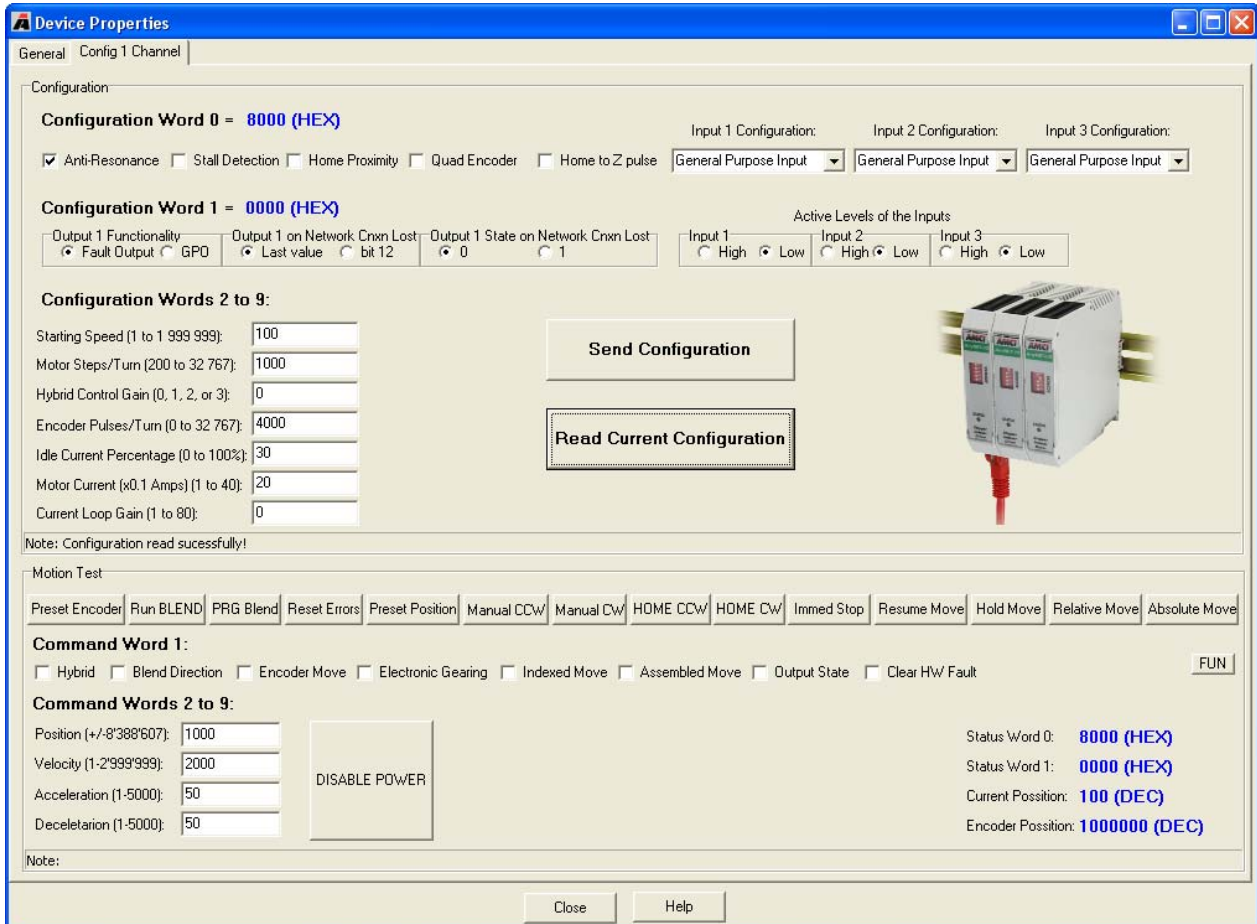 Device Properties
General Config 1 Channel
Configuration
Configuration Word 0 = 8000 (HEX)
Input 1 Configuration: Input 2 Configuration: Input 3 Configuration:
Anti-Resonance Stall Detection Home Proximity Quad Encoder Home to Z pulse General Purpose Input General Purpose Input General Purpose Input
Configuration Word 1 = 0000 (HEX)
Active Levels of the Inputs
Output 1 Functionality Output 1 on Network Cnxn Lost Output 1 State on Network Cnxn Lost Input 1 Input 2 Input 3
Fault Output GPO Last value bit 12 0 1 High Low High Low High Low
Configuration Words 2 to 9:
Starting Speed (1 to 1 999 999): 100
Motor Steps/Turn (200 to 32 767): 1000
Hybrid Control Gain (0, 1, 2, or 3): 0
Encoder Pulses/Turn (0 to 32 767): 4000
Idle Current Percentage (0 to 100%): 30
Motor Current (x0.1 Amps) (1 to 40): 20
Current Loop Gain (1 to 80): 0
Send Configuration
Read Current Configuration
AMCI AMCI AMCI
Note: Configuration read sucessfully!
Motion Test
Preset Encoder Run BLEND PRG Blend Reset Errors Preset Position Manual CCW Manual CW HOME CCW HOME CW Immed Stop Resume Move Hold Move Relative Move Absolute Move
Command Word 1:
Hybrid Blend Direction Encoder Move Electronic Gearing Indexed Move Assembled Move Output State Clear HW Fault FUN
Command Words 2 to 9:
Position (+/-8'388'607): 1000
Velocity (1-2'999'999): 2000
Acceleration (1-5000): 50
Deceletarion (1-5000): 50
DISABLE POWER
Status Word 0: 8000 (HEX)
Status Word 1: 0000 (HEX)
Current Possition: 100 (DEC)
Encoder Possition: 1000000 (DEC)
Note:
Close Help